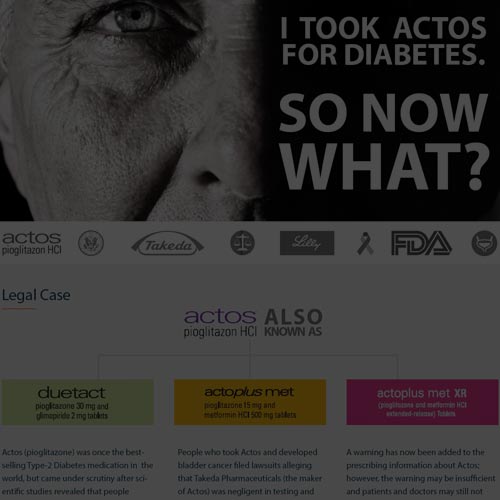 I TOOK ACTOS
FOR DIABETES.
SO NOW
WHAT?
actos
pioglitazon HCl
Takeda
Lilly
FDA
Legal Case
actos ALSO
pioglitazon HCl KNOWN AS
duetact
pioglitazone 30 mg and
glimepiride 2 mg tablets
actoplus met
pioglitazone 15 mg and
metformin HCl 500 mg tablets
actoplus met XR
(pioglitazone and metformin HCl
extended-release) Tablets
Actos (pioglitazone) was once the best-
selling Type-2 Diabetes medication in the
world, but came under scrutiny after sci-
entific studies revealed that people
People who took Actos and developed
bladder cancer filed lawsuits alleging
that Takeda Pharmaceuticals (the maker
of Actos) was negligent in testing and
A warning has now been added to the
prescribing information about Actos;
however, the warning may be insufficient
and patients and doctors may still not